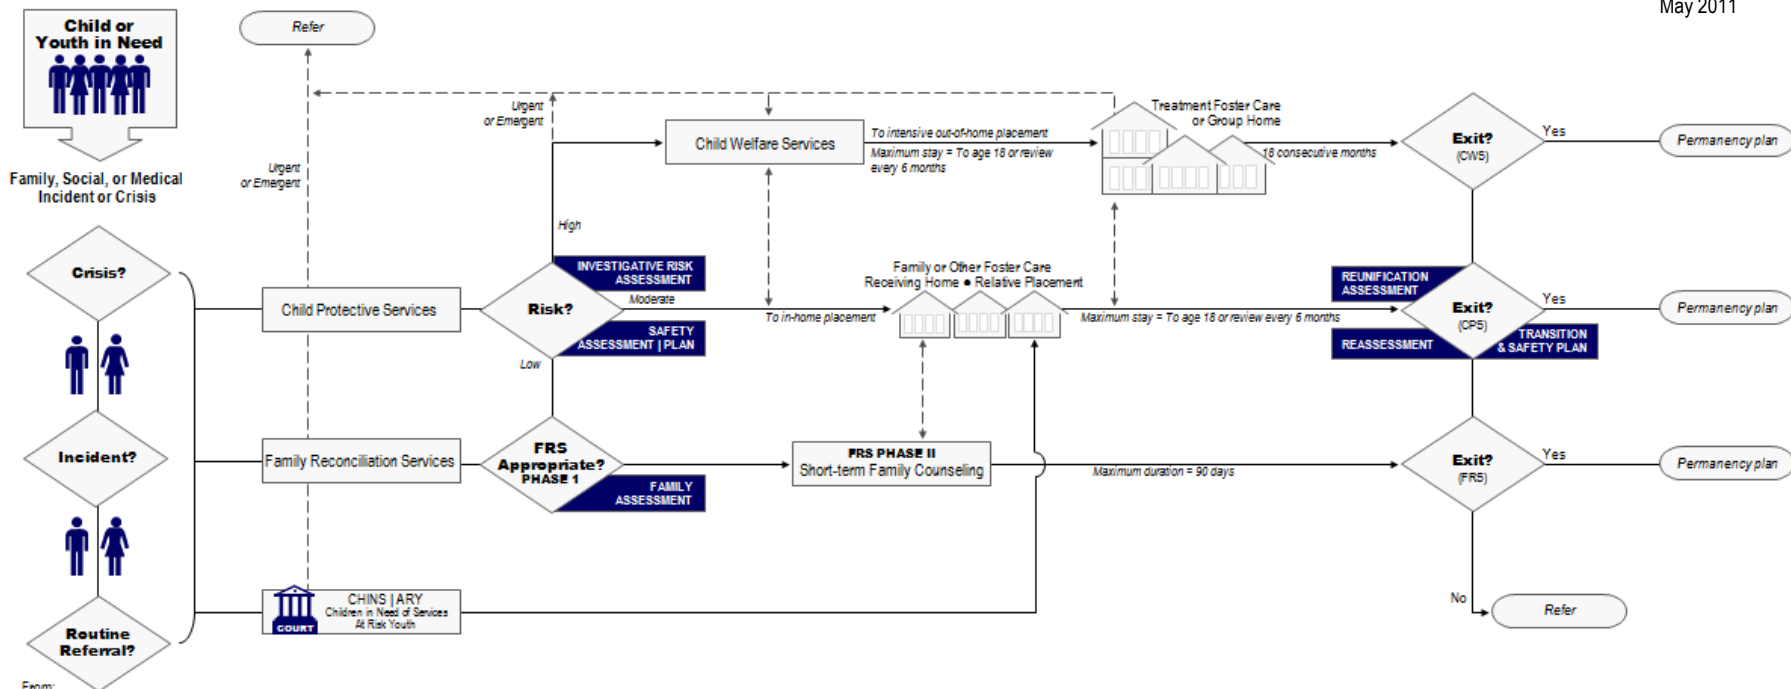 May 2011
Child or
Youth in Need
Family, Social, or Medical
Incident or Crisis
Crisis?
Incident?
Routine
Referral?
From:
Refer
Urgent
or Emergent
Child Protective Services
Family Reconciliation Services
CHINS | ARY
Children in Need of Services
At Risk Youth
COURT
Urgent
or Emergent
High
INVESTIGATIVE RISK
ASSESSMENT
Risk?
Moderate
SAFETY
ASSESSMENT | PLAN
Low
FRS
Appropriate?
PHASE 1
FAMILY
ASSESSMENT
Child Welfare Services
To intensive out-of-home placement
Maximum stay = To age 18 or review
every 6 months
Treatment Foster Care
or Group Home
18 consecutive months
To in-home placement
Family or Other Foster Care
Receiving Home ● Relative Placement
Maximum stay = To age 18 or review every 6 months
FRS PHASE II
Short-term Family Counseling
Maximum duration = 90 days
Exit?
(CWS)
Yes
Permanency plan
REUNIFICATION
ASSESSMENT
Exit?
(CPS)
Yes
Permanency plan
REASSESSMENT
TRANSITION
& SAFETY PLAN
Exit?
(FRS)
Yes
Permanency plan
No
Refer